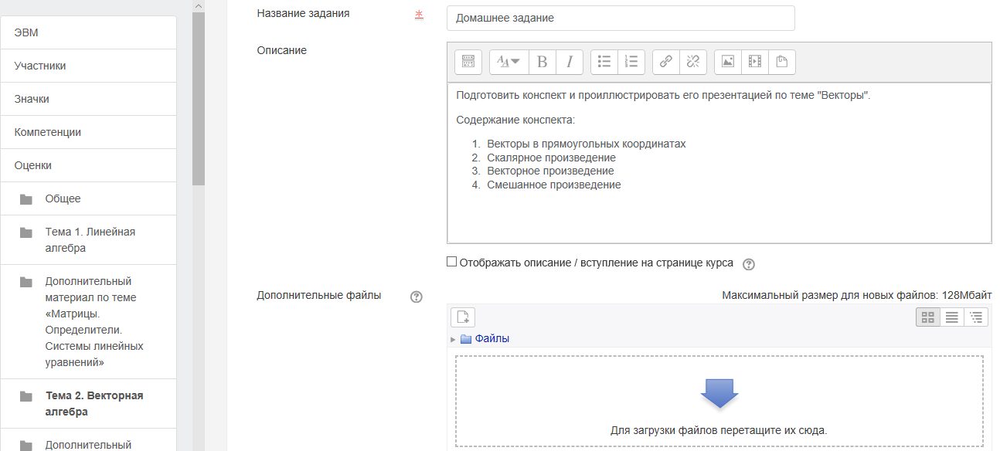 ЭВМ
Участники
Значки
Компетенции
Оценки
Общее
Тема 1. Линейная
алгебра
Дополнительный
материал по теме
«Матрицы.
Определители.
Системы линейных
уравнений»
Тема 2. Векторная
алгебра
Дополнительный
Название задания
Домашнее задание
Описание
Подготовить конспект и проиллюстрировать его презентацией по теме "Векторы".
Содержание конспекта:
1. Векторы в прямоугольных координатах
2. Скалярное произведение
3. Векторное произведение
4. Смешанное произведение
Отображать описание / вступление на странице курса
Дополнительные файлы
Максимальный размер для новых файлов: 128Мбайт
Файлы
Для загрузки файлов перетащите их сюда.